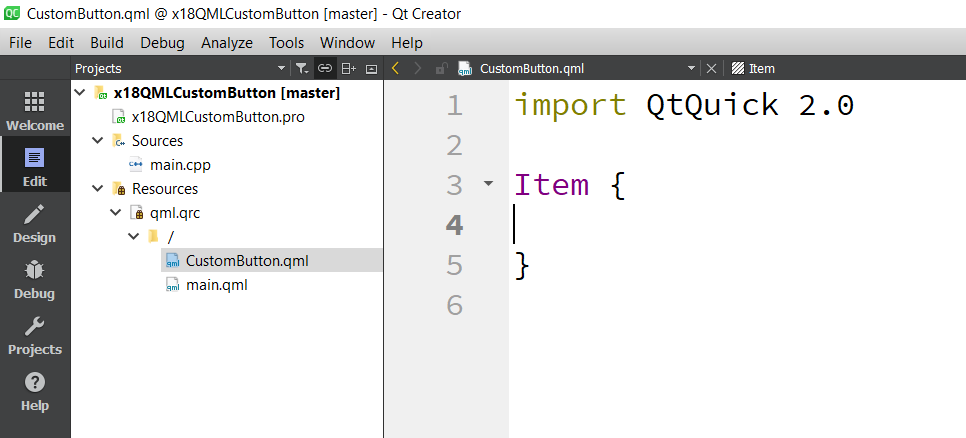 QC CustomButton.qml @ x18QMLCustomButton [master] - Qt Creator
File Edit Build Debug Analyze Tools Window Help
Projects
CustomButton.qml
Item
Welcome
Edit
Design
Debug
Projects
Help
x18QMLCustomButton [master]
x18QMLCustomButton.pro
Sources
main.cpp
Resources
qml.qrc
/
CustomButton.qml
main.qml
1 import QtQuick 2.0
2
3 Item {
4
5 }
6